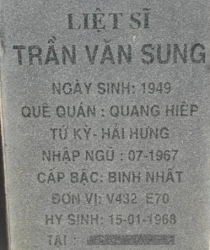 LIỆT SĨ
TRẦN VĂN SUNG
NGÀY SINH: 1949
QUÊ QUÁN: QUANG HIỆP
TỨ KỲ- HẢI HƯNG
NHẬP NGŨ : 07-1967
CẤP BẬC: BINH NHẤT
ĐƠN VỊ: V432 E70
HY SINH: 15-01-1968
TẠI :